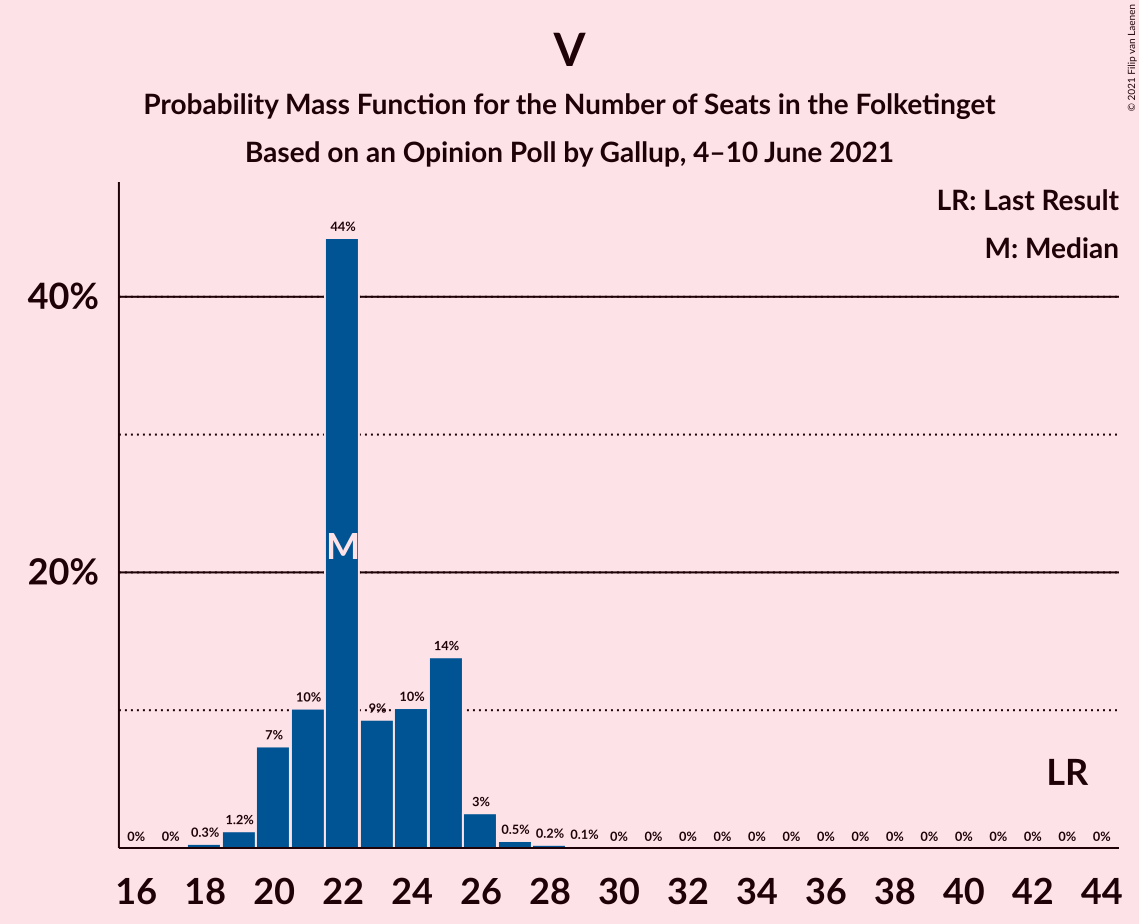 V
Probability Mass Function for the Number of Seats in the Folketinget
Based on an Opinion Poll by Gallup, 4–10 June 2021
© 2021 Filip van Laenen
LR: Last Result
M: Median
40%
20%
0% 0% 0.3% 1.2% 7% 10% 44% 9% 10% 14% 3% 0.5% 0.2% 0.1% 0% 0% 0% 0% 0% 0% 0% 0% 0% 0% 0% 0% 0% 0% 0%
M
LR
16 18 20 22 24 26 28 30 32 34 36 38 40 42 44